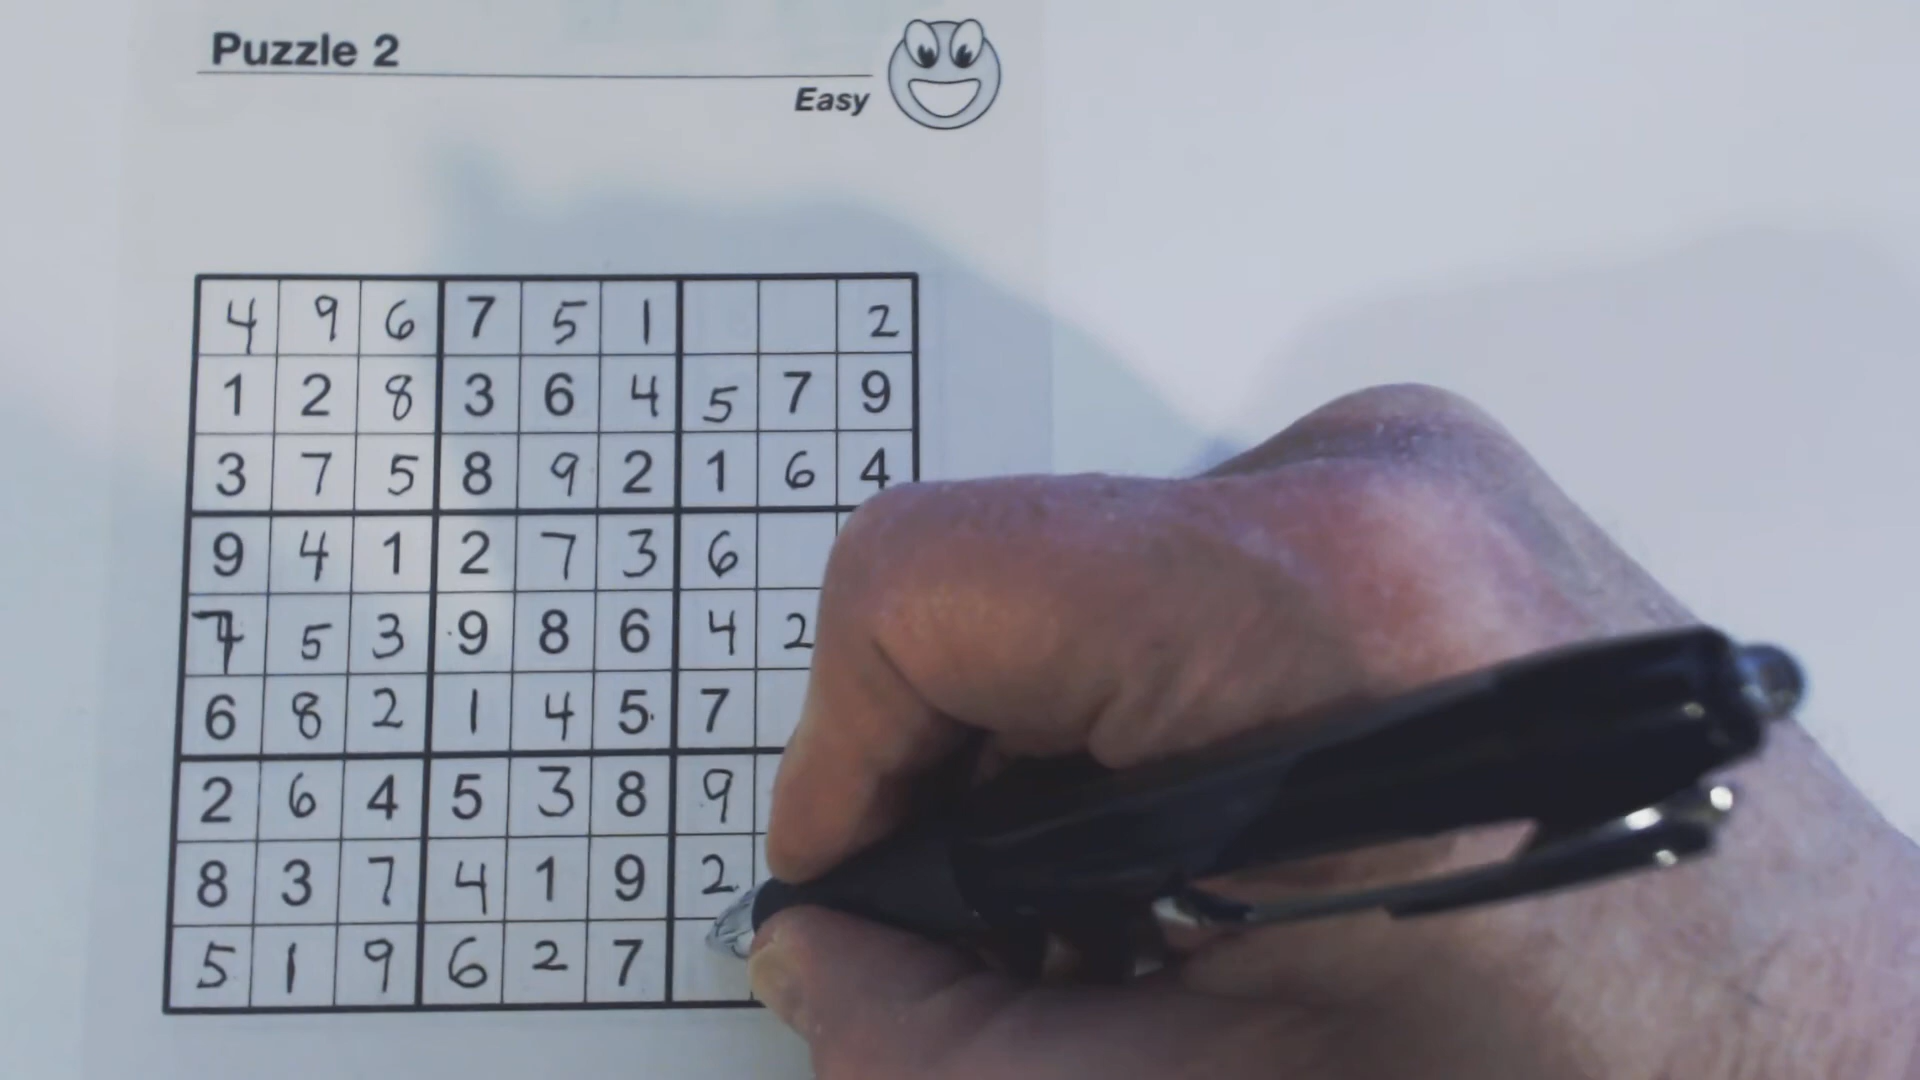 Puzzle 2
Easy
4 9 6 7 5 1 2
1 2 8 3 6 4 5 7 9
3 7 5 8 9 2 1 6 4
9 4 1 2 7 3 6
7 5 3 9 8 6 4 2
6 8 2 1 4 5 7
2 6 4 5 3 8 9
8 3 7 4 1 9 2
5 1 9 6 2 7